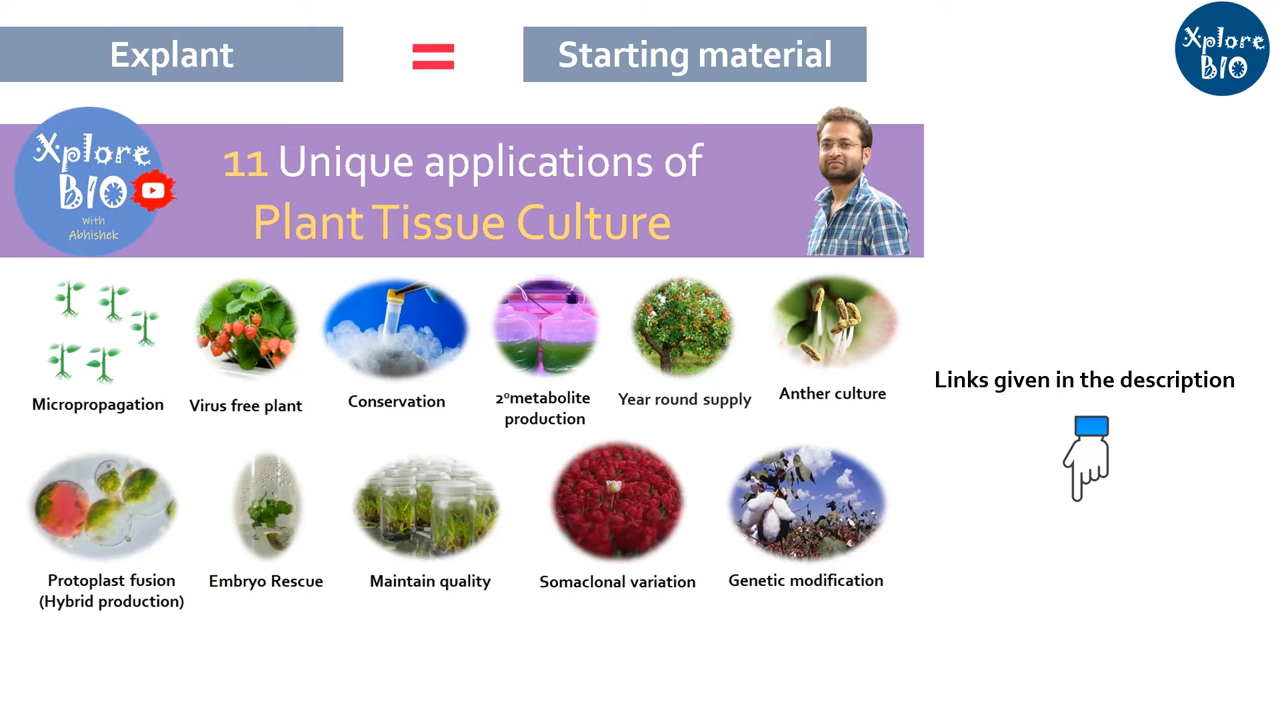 Explant
=
Starting material
Xplore
BIO
Xplore
BIO
With
Abhishek
11 Unique applications of
Plant Tissue Culture
Micropropagation
Virus free plant
Conservation
2°metabolite
production
Year round supply
Anther culture
Links given in the description
Protoplast fusion
(Hybrid production)
Embryo Rescue
Maintain quality
Somaclonal variation
Genetic modification